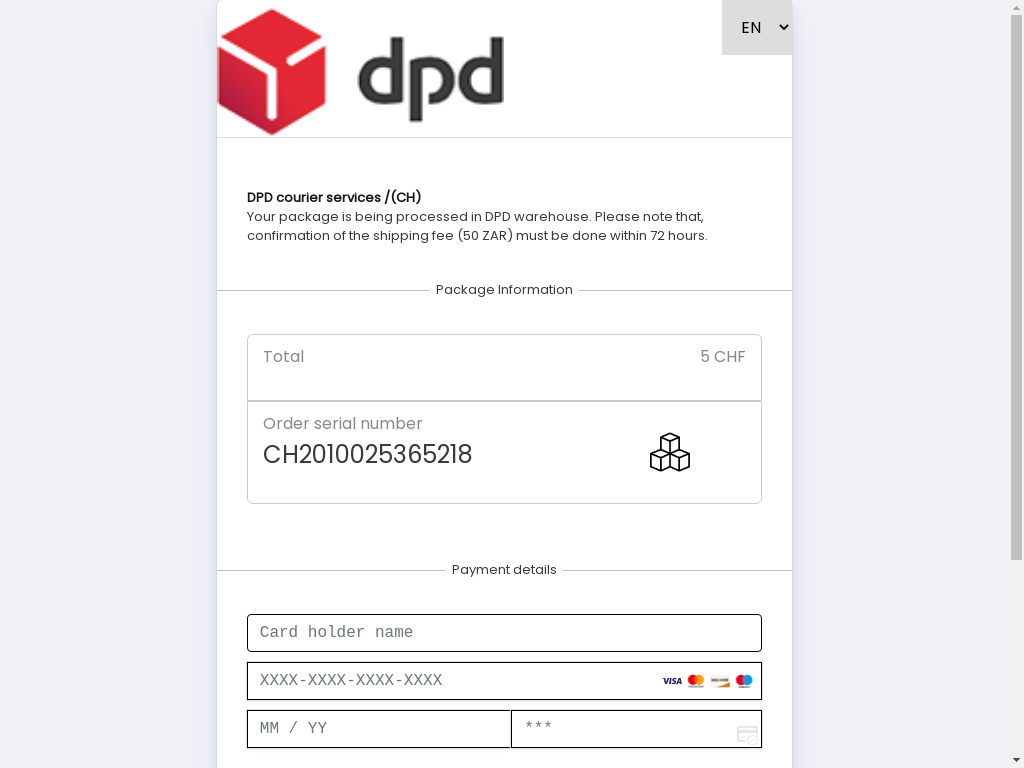 EN
dpd
DPD courier services /(CH)
Your package is being processed in DPD warehouse. Please note that,
confirmation of the shipping fee (50 ZAR) must be done within 72 hours.
Package Information
Total 5 CHF
Order serial number
CH2010025365218
Payment details
Card holder name
XXXX-XXXX-XXXX-XXXX VISA
MM / YY ***